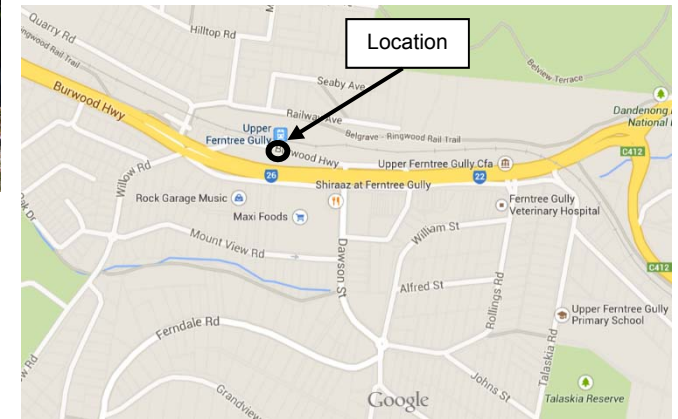 Location
Quarry Rd
Hilltop Rd
Rail Trail
Burwood Hwy
Seaby Ave
Belview Terrace
Railway Ave
Upper
Ferntree Gully
Belgrave - Ringwood Rail Trail
Dandenong
National
wood Hwy
Upper Ferntree Gully Cfa
C412
26
22
Shiraaz at Ferntree Gully
Willow Rd
Rock Garage Music
Maxi Foods
Ferntree Gully
Veterinary Hospital
Oak Dr
William St
Mount View Rd
Dawson St
C412
Alfred St
Rollings Rd
Upper Ferntree Gully
Primary School
Ferndale Rd
Talaskia Rd
Johns St
Grandview
Google
Talaskia Reserve